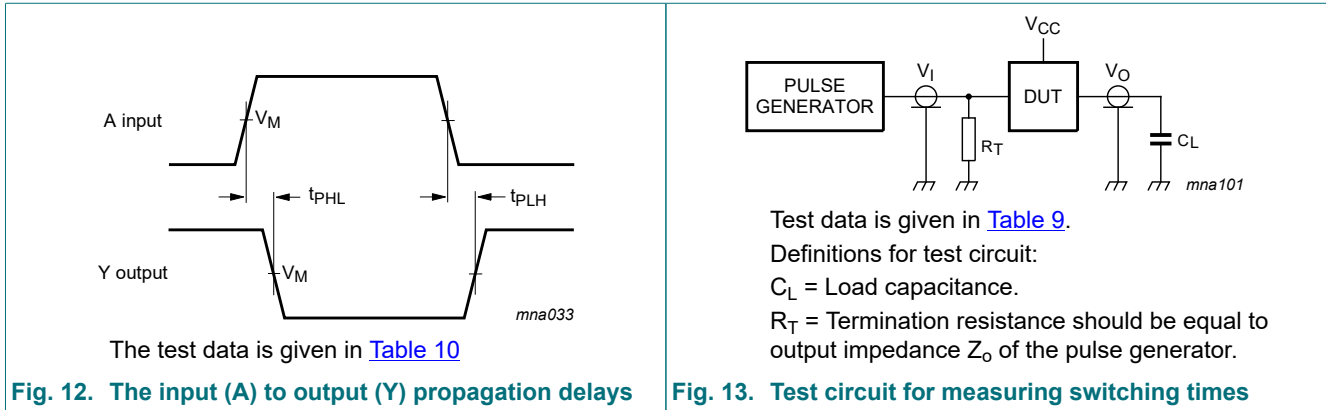 A input
V_M
t_PHL
t_PLH
Y output
V_M
mna033
The test data is given in Table 10
Fig. 12. The input (A) to output (Y) propagation delays
V_CC
PULSE
GENERATOR
V_I
DUT
V_O
R_T
C_L
mna101
Test data is given in Table 9.
Definitions for test circuit:
C_L = Load capacitance.
R_T = Termination resistance should be equal to
output impedance Z_o of the pulse generator.
Fig. 13. Test circuit for measuring switching times